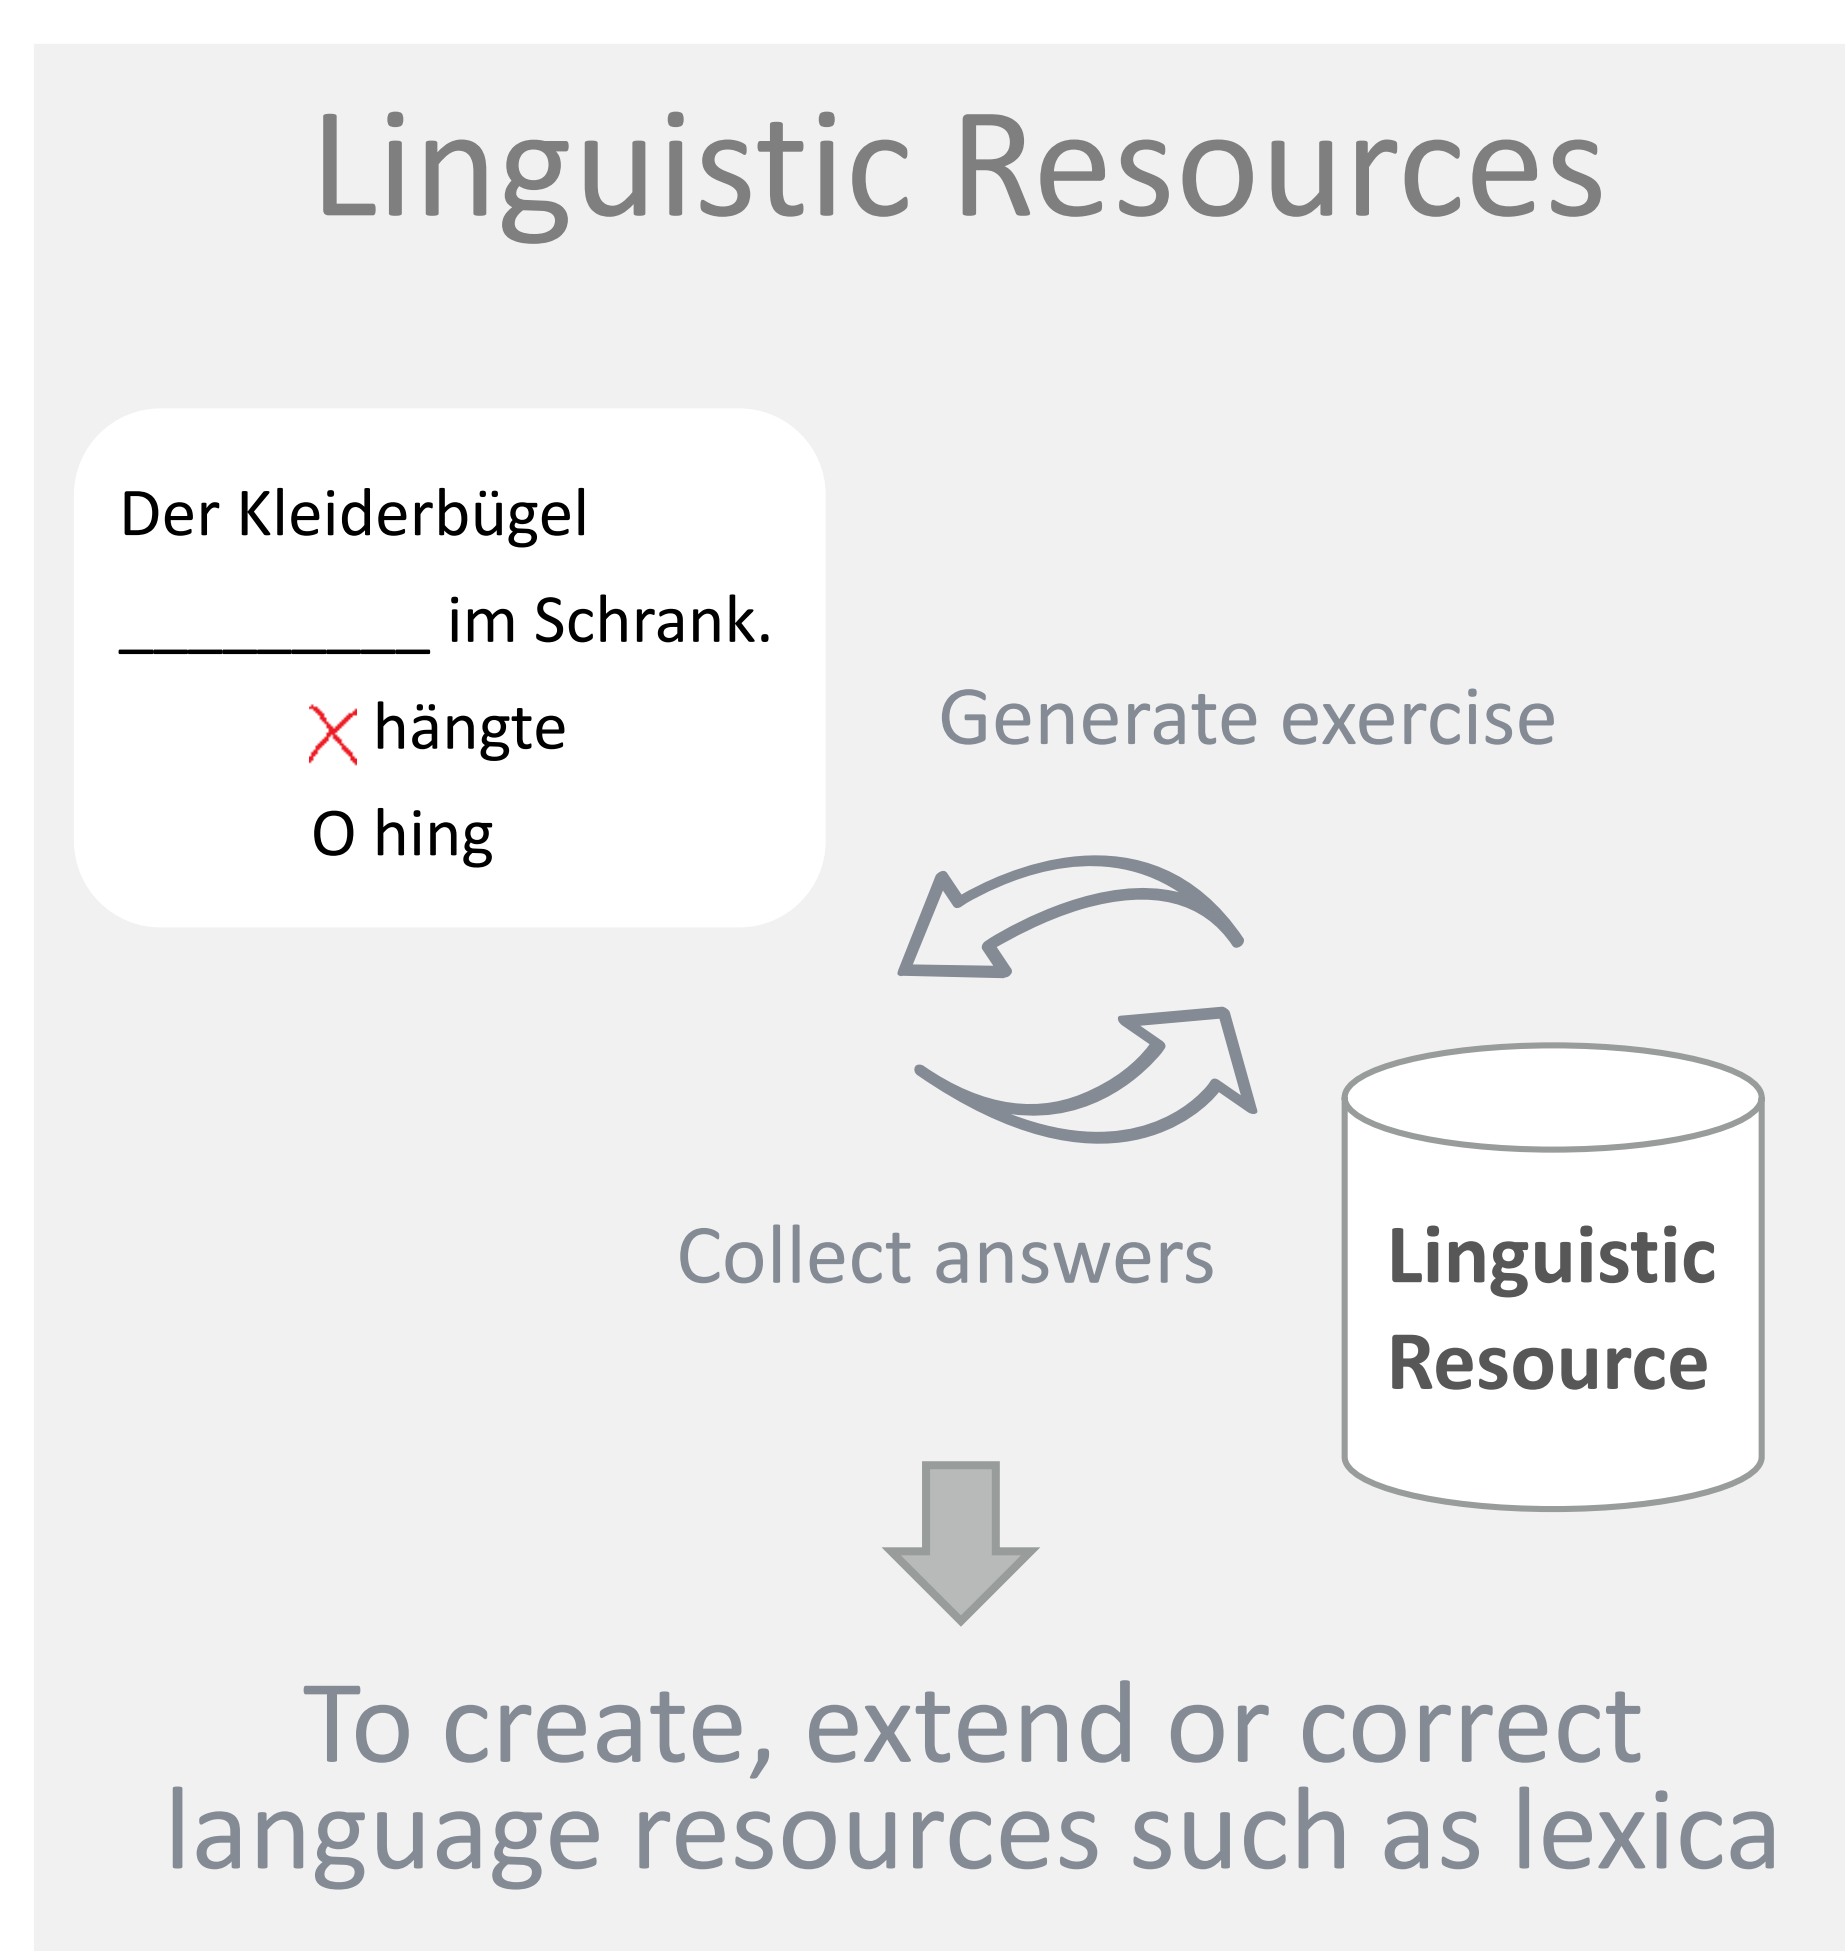 Linguistic Resources
Der Kleiderbügel
_________ im Schrank.
hängte
O hing
Generate exercise
Collect answers
Linguistic
Resource
To create, extend or correct
language resources such as lexica